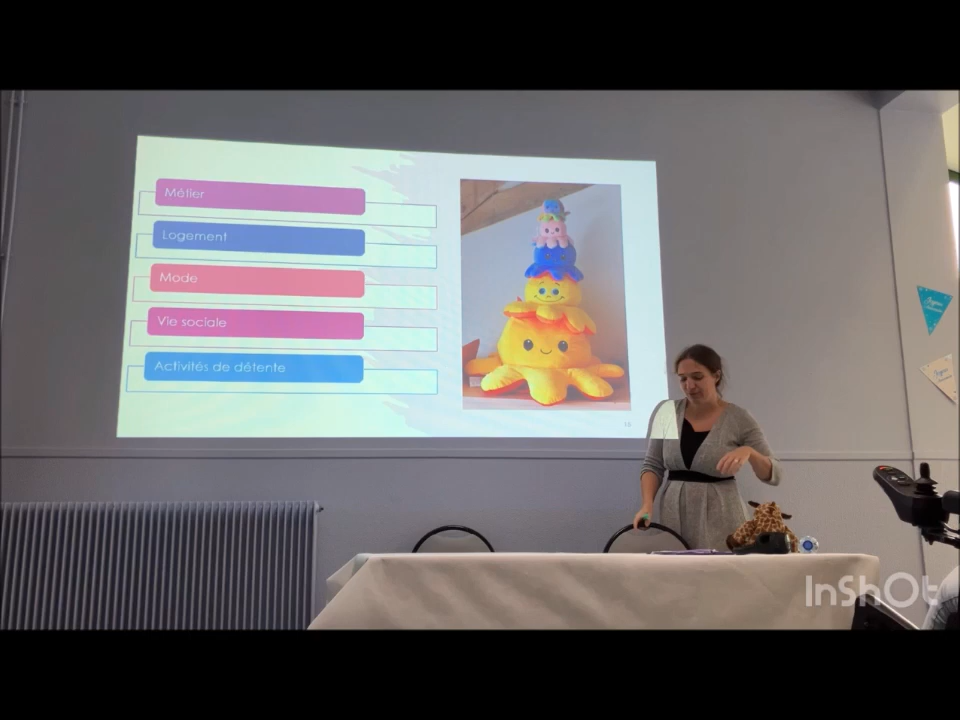 Métier
Logement
Mode
Vie sociale
Activités de détente
InShOt